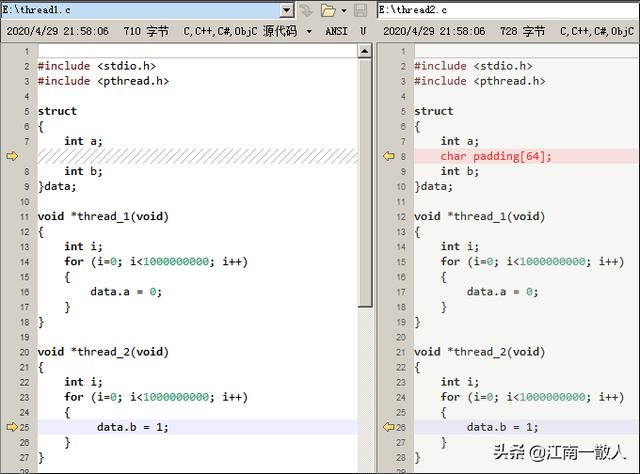 E:\thread1.c
2020/4/29 21:58:06 710 字节 C,C++,C#,ObjC 源代码 ANSI U
1
2 #include <stdio.h>
3 #include <pthread.h>
4
5 struct
6 {
7 int a;
8 int b;
9 }data;
10
11 void *thread_1(void)
12 {
13 int i;
14 for (i=0; i<1000000000; i++)
15 {
16 data.a = 0;
17 }
18 }
19
20 void *thread_2(void)
21 {
22 int i;
23 for (i=0; i<1000000000; i++)
24 {
25 data.b = 1;
26 }
27 }
E:\thread2.c
2020/4/29 21:58:06 728 字节 C,C++,C#,ObjC
1
2 #include <stdio.h>
3 #include <pthread.h>
4
5 struct
6 {
7 int a;
8 char padding[64];
9 int b;
10 }data;
11
12 void *thread_1(void)
13 {
14 int i;
15 for (i=0; i<1000000000; i++)
16 {
17 data.a = 0;
18 }
19 }
20
21 void *thread_2(void)
22 {
23 int i;
24 for (i=0; i<1000000000; i++)
25 {
26 data.b = 1;
27 }
28 }
头条 @江南一散人